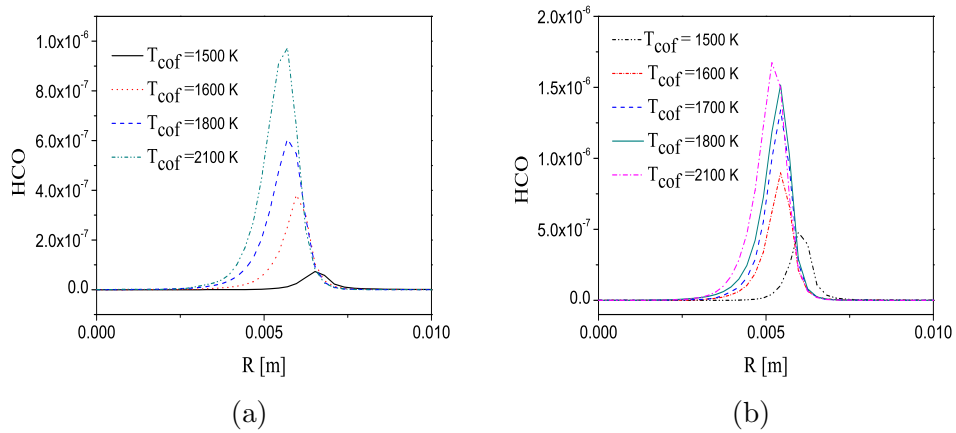 1.0x10⁻⁶
8.0x10⁻⁷
6.0x10⁻⁷
4.0x10⁻⁷
2.0x10⁻⁷
0.0
HCO
T_cof=1500 K
T_cof=1600 K
T_cof=1800 K
T_cof=2100 K
0.000
0.005
0.010
R [m]
(a)
2.0x10⁻⁶
1.5x10⁻⁶
1.0x10⁻⁶
5.0x10⁻⁷
0.0
HCO
T_cof=1500 K
T_cof=1600 K
T_cof=1700 K
T_cof=1800 K
T_cof=2100 K
0.000
0.005
0.010
R [m]
(b)